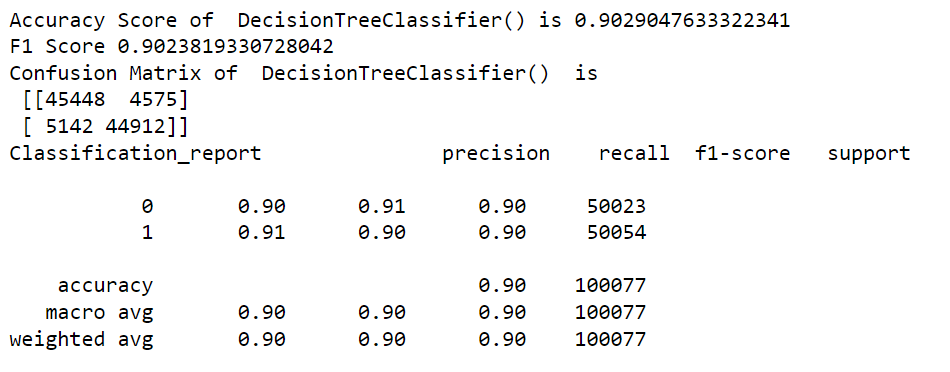 Accuracy Score of  DecisionTreeClassifier() is 0.9029047633322341
F1 Score 0.9023819330728042
Confusion Matrix of  DecisionTreeClassifier()  is
 [[45448  4575]
 [ 5142 44912]]
Classification_report               precision    recall  f1-score   support

           0       0.90      0.91      0.90     50023
           1       0.91      0.90      0.90     50054

    accuracy                           0.90    100077
   macro avg       0.90      0.90      0.90    100077
weighted avg       0.90      0.90      0.90    100077